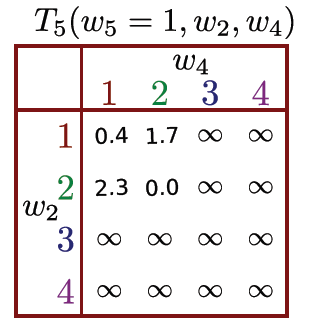 T₅(w₅ = 1, w₂, w₄)
w₄
1 2 3 4
1 0.4 1.7 ∞ ∞
2 2.3 0.0 ∞ ∞
w₂
3 ∞ ∞ ∞ ∞
4 ∞ ∞ ∞ ∞